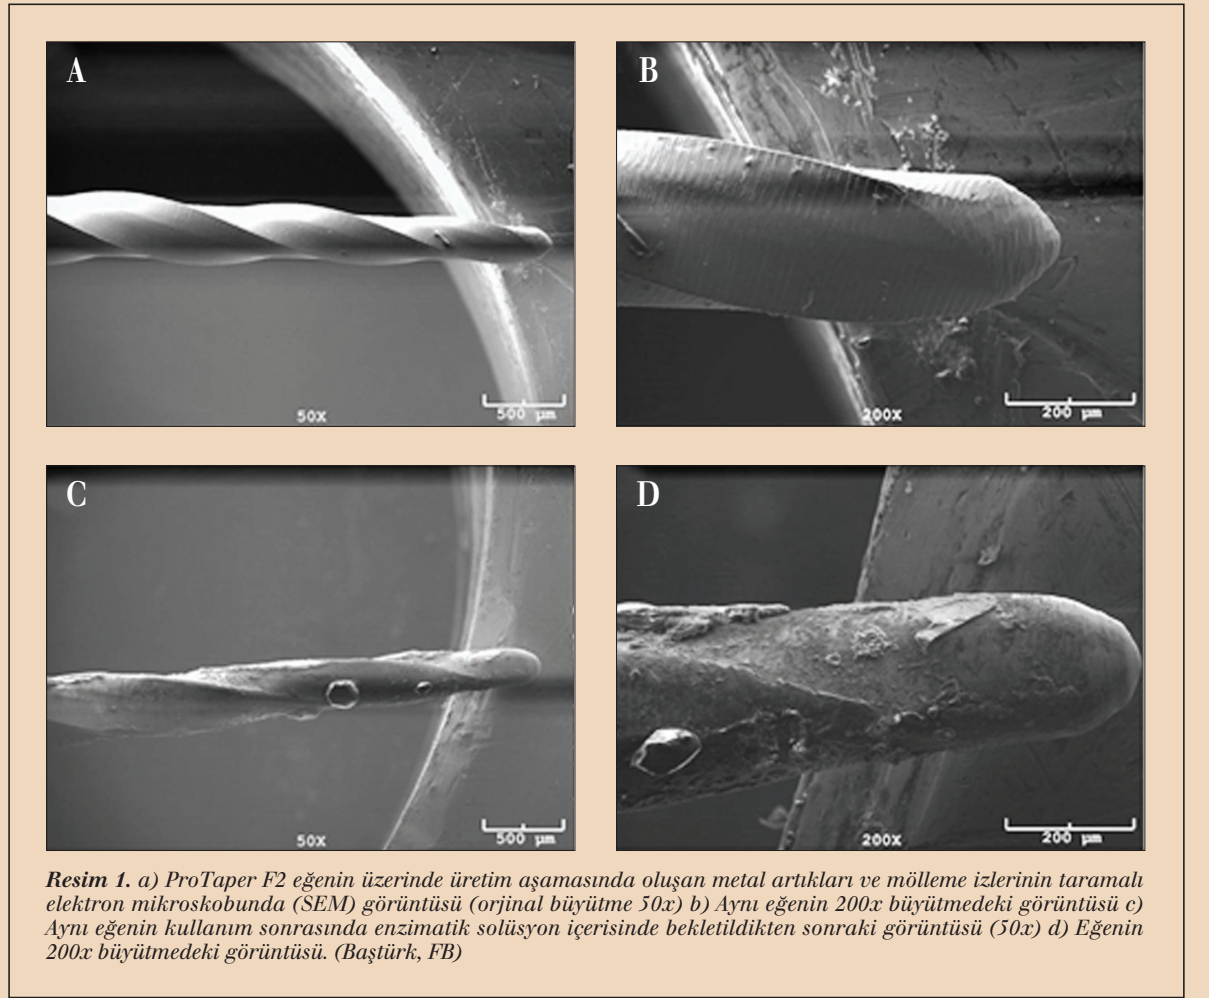 A
B
50X
500 µm
200X
200 µm
C
D
50X
500 µm
200X
200 µm
Resim 1. a) ProTaper F2 eğenin üzerinde üretim aşamasında oluşan metal artıkları ve mölleme izlerinin taramalı
elektron mikroskobunda (SEM) görüntüsü (orjinal büyütme 50x) b) Aynı eğenin 200x büyütmedeki görüntüsü c)
Aynı eğenin kullanım sonrasında enzimatik solüsyon içerisinde bekletildikten sonraki görüntüsü (50x) d) Eğenin
200x büyütmedeki görüntüsü. (Baştürk, FB)